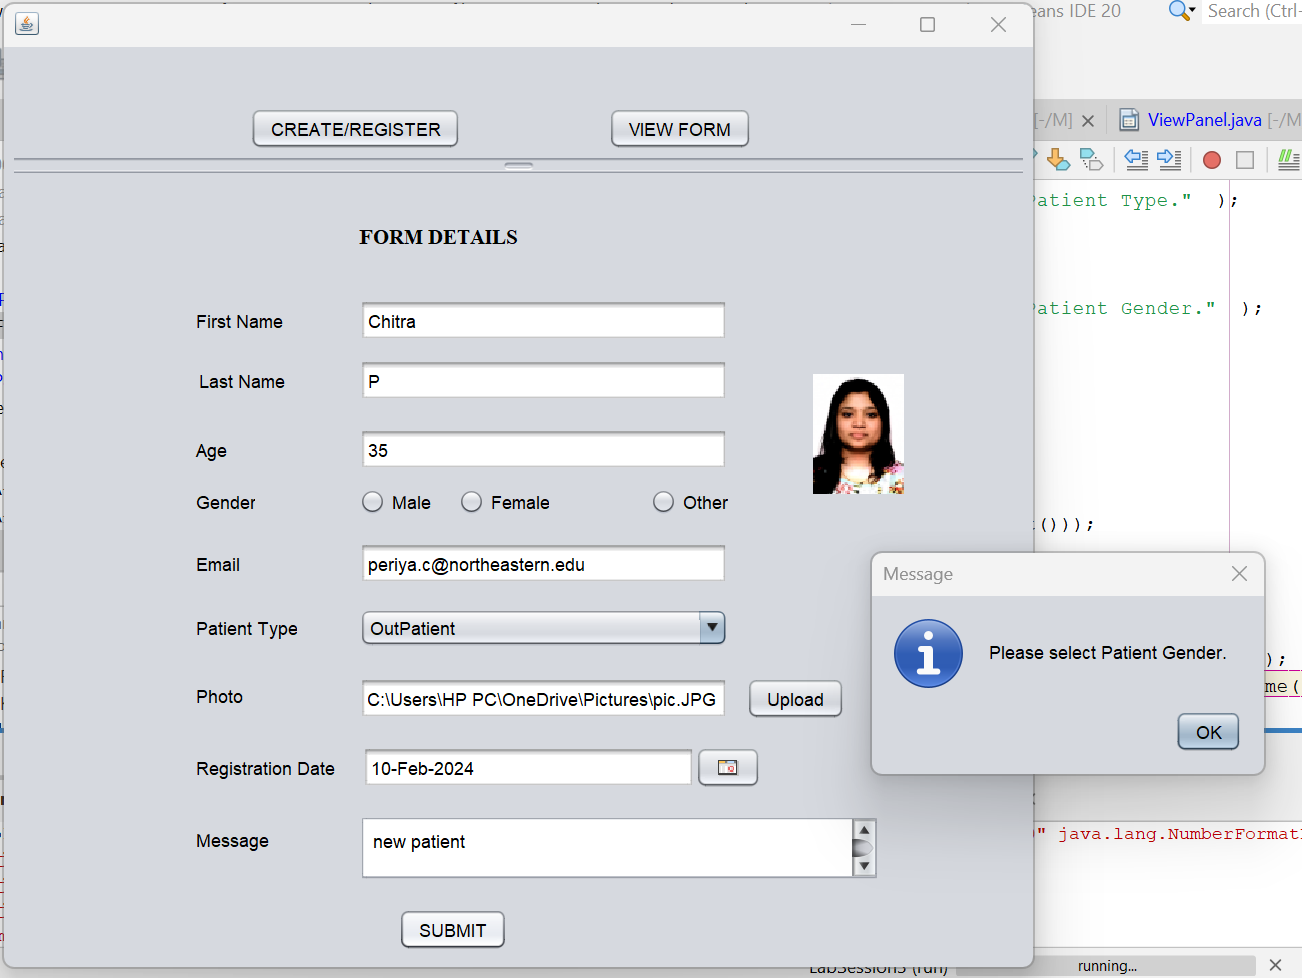 eans IDE 20
Search (Ctrl-
CREATE/REGISTER
VIEW FORM
[-/M]
ViewPanel.java [-/M
FORM DETAILS
atient Type."  );
atient Gender."  );
First Name
Chitra
Last Name
P
Age
35
Gender
Male
Female
Other
()));
Email
periya.c@northeastern.edu
Message
Patient Type
OutPatient
Please select Patient Gender.
);
me(
Photo
C:\Users\HP PC\OneDrive\Pictures\pic.JPG
Upload
OK
Registration Date
10-Feb-2024
Message
new patient
" java.lang.NumberFormat
SUBMIT
LabSession3 (run)
running...